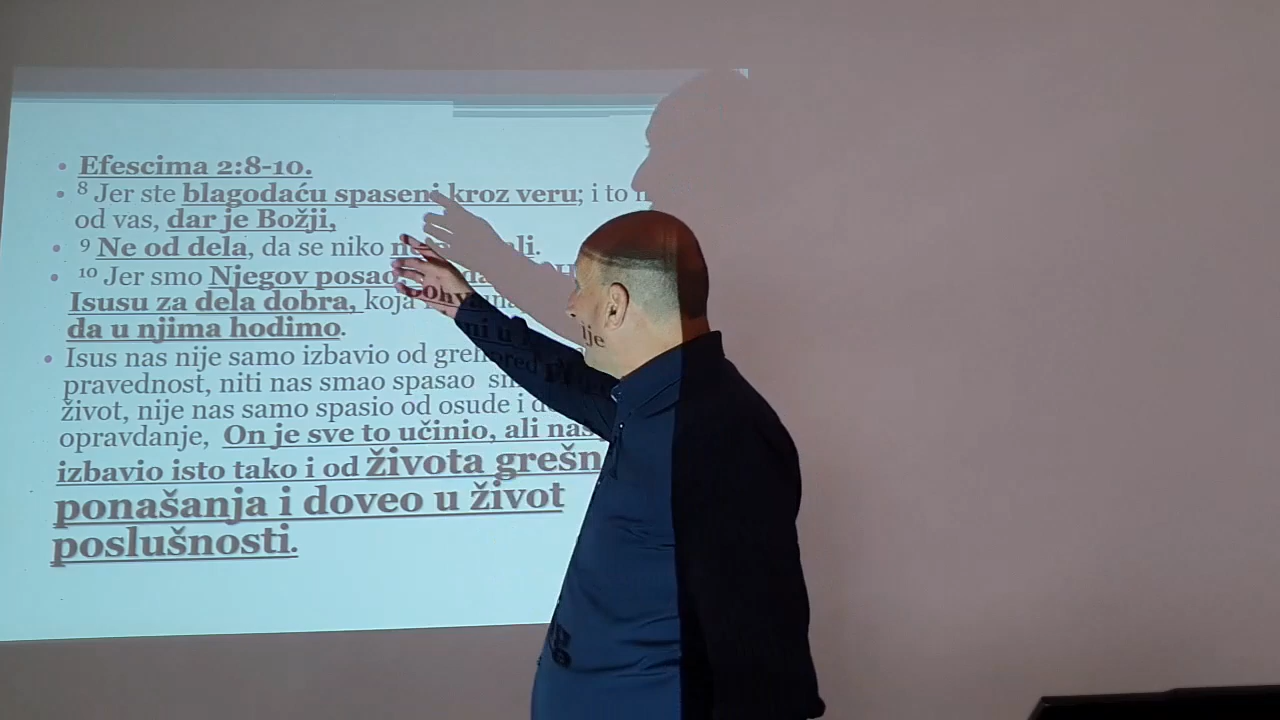 Efescima 2:8-10.
8 Jer ste blagodaću spaseni kroz veru; i to
od vas, dar je Božji,
9 Ne od dela, da se niko
10 Jer smo Njegov posao
Isusu za dela dobra, koja
da u njima hodimo.
Isus nas nije samo izbavio od
pravednost, niti nas smao spasao
život, nije nas samo spasio od osude i
opravdanje, On je sve to učinio, ali nas
izbavio isto tako i od života
ponašanja i doveo u život
poslušnosti.